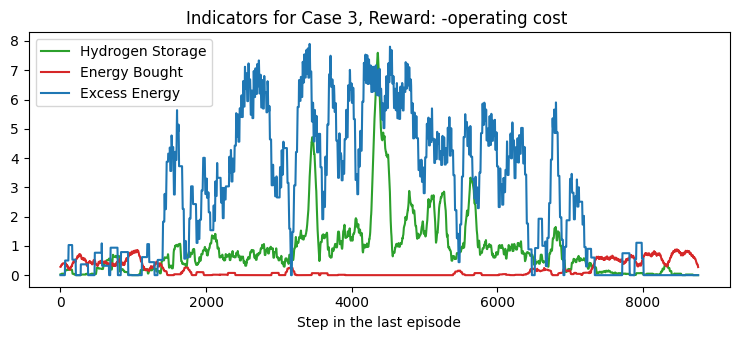 Indicators for Case 3, Reward: -operating cost
8
7
6
5
4
3
2
1
0
Hydrogen Storage
Energy Bought
Excess Energy
0 2000 4000 6000 8000
Step in the last episode